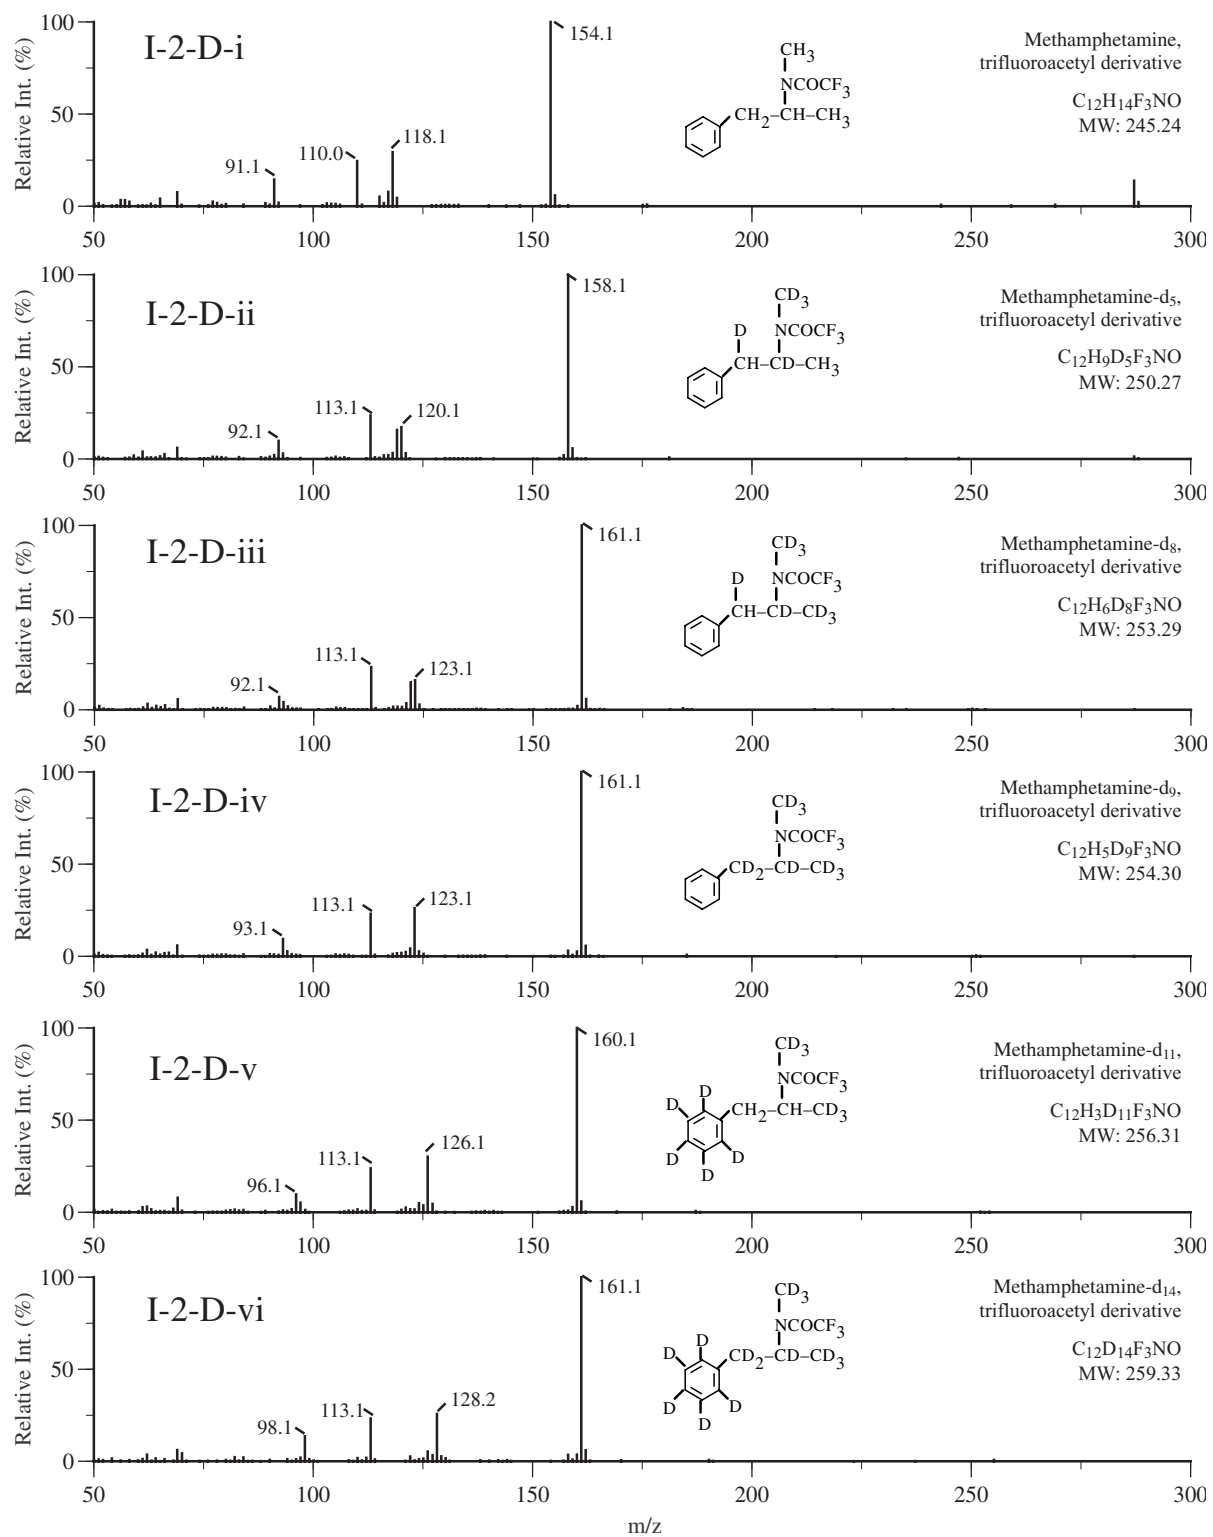 Relative Int. (%)
100
50
0
I-2-D-i
91.1
110.0
118.1
154.1
CH3
NCOCF3
CH2–CH–CH3
Methamphetamine,
trifluoroacetyl derivative
C12H14F3NO
MW: 245.24
50 100 150 200 250 300
Relative Int. (%)
100
50
0
I-2-D-ii
92.1
113.1
120.1
158.1
CD3
D NCOCF3
CH–CD–CH3
Methamphetamine-d5,
trifluoroacetyl derivative
C12H9D5F3NO
MW: 250.27
50 100 150 200 250 300
Relative Int. (%)
100
50
0
I-2-D-iii
92.1
113.1
123.1
161.1
CD3
D NCOCF3
CH–CD–CD3
Methamphetamine-d8,
trifluoroacetyl derivative
C12H6D8F3NO
MW: 253.29
50 100 150 200 250 300
Relative Int. (%)
100
50
0
I-2-D-iv
93.1
113.1
123.1
161.1
CD3
NCOCF3
CD2–CD–CD3
Methamphetamine-d9,
trifluoroacetyl derivative
C12H5D9F3NO
MW: 254.30
50 100 150 200 250 300
Relative Int. (%)
100
50
0
I-2-D-v
96.1
113.1
126.1
160.1
CD3
NCOCF3
D D CH2–CH–CD3
D D D
Methamphetamine-d11,
trifluoroacetyl derivative
C12H3D11F3NO
MW: 256.31
50 100 150 200 250 300
Relative Int. (%)
100
50
0
I-2-D-vi
98.1
113.1
128.2
161.1
CD3
NCOCF3
D D CD2–CD–CD3
D D D
Methamphetamine-d14,
trifluoroacetyl derivative
C12D14F3NO
MW: 259.33
50 100 150 200 250 300
m/z